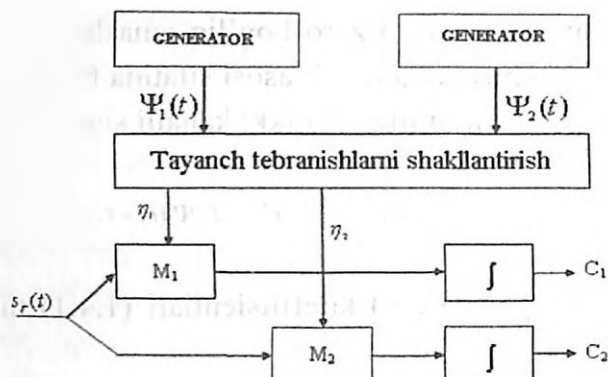 GENERATOR
GENERATOR
Ψ₁(t)
Ψ₂(t)
Tayanch tebranishlarni shakllantirish
η₁
η₂
M₁
∫
C₁
s_r(t)
M₂
∫
C₂